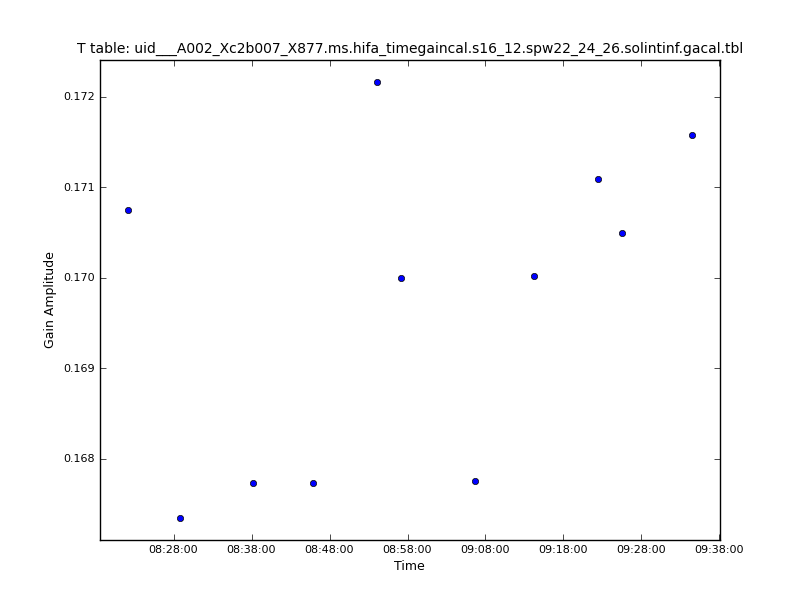 T table: uid___A002_Xc2b007_X877.ms.hifa_timegaincal.s16_12.spw22_24_26.solintinf.gacal.tbl
0.172
0.171
0.170
0.169
0.168
Gain Amplitude
08:28:00 08:38:00 08:48:00 08:58:00 09:08:00 09:18:00 09:28:00 09:38:00
Time